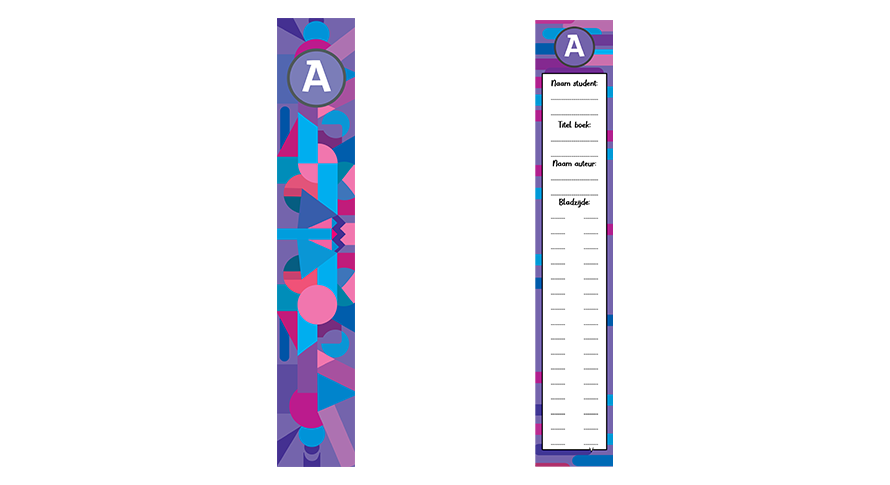 A
A
Naam student:
Titel boek:
Naam auteur:
Bladzijde: